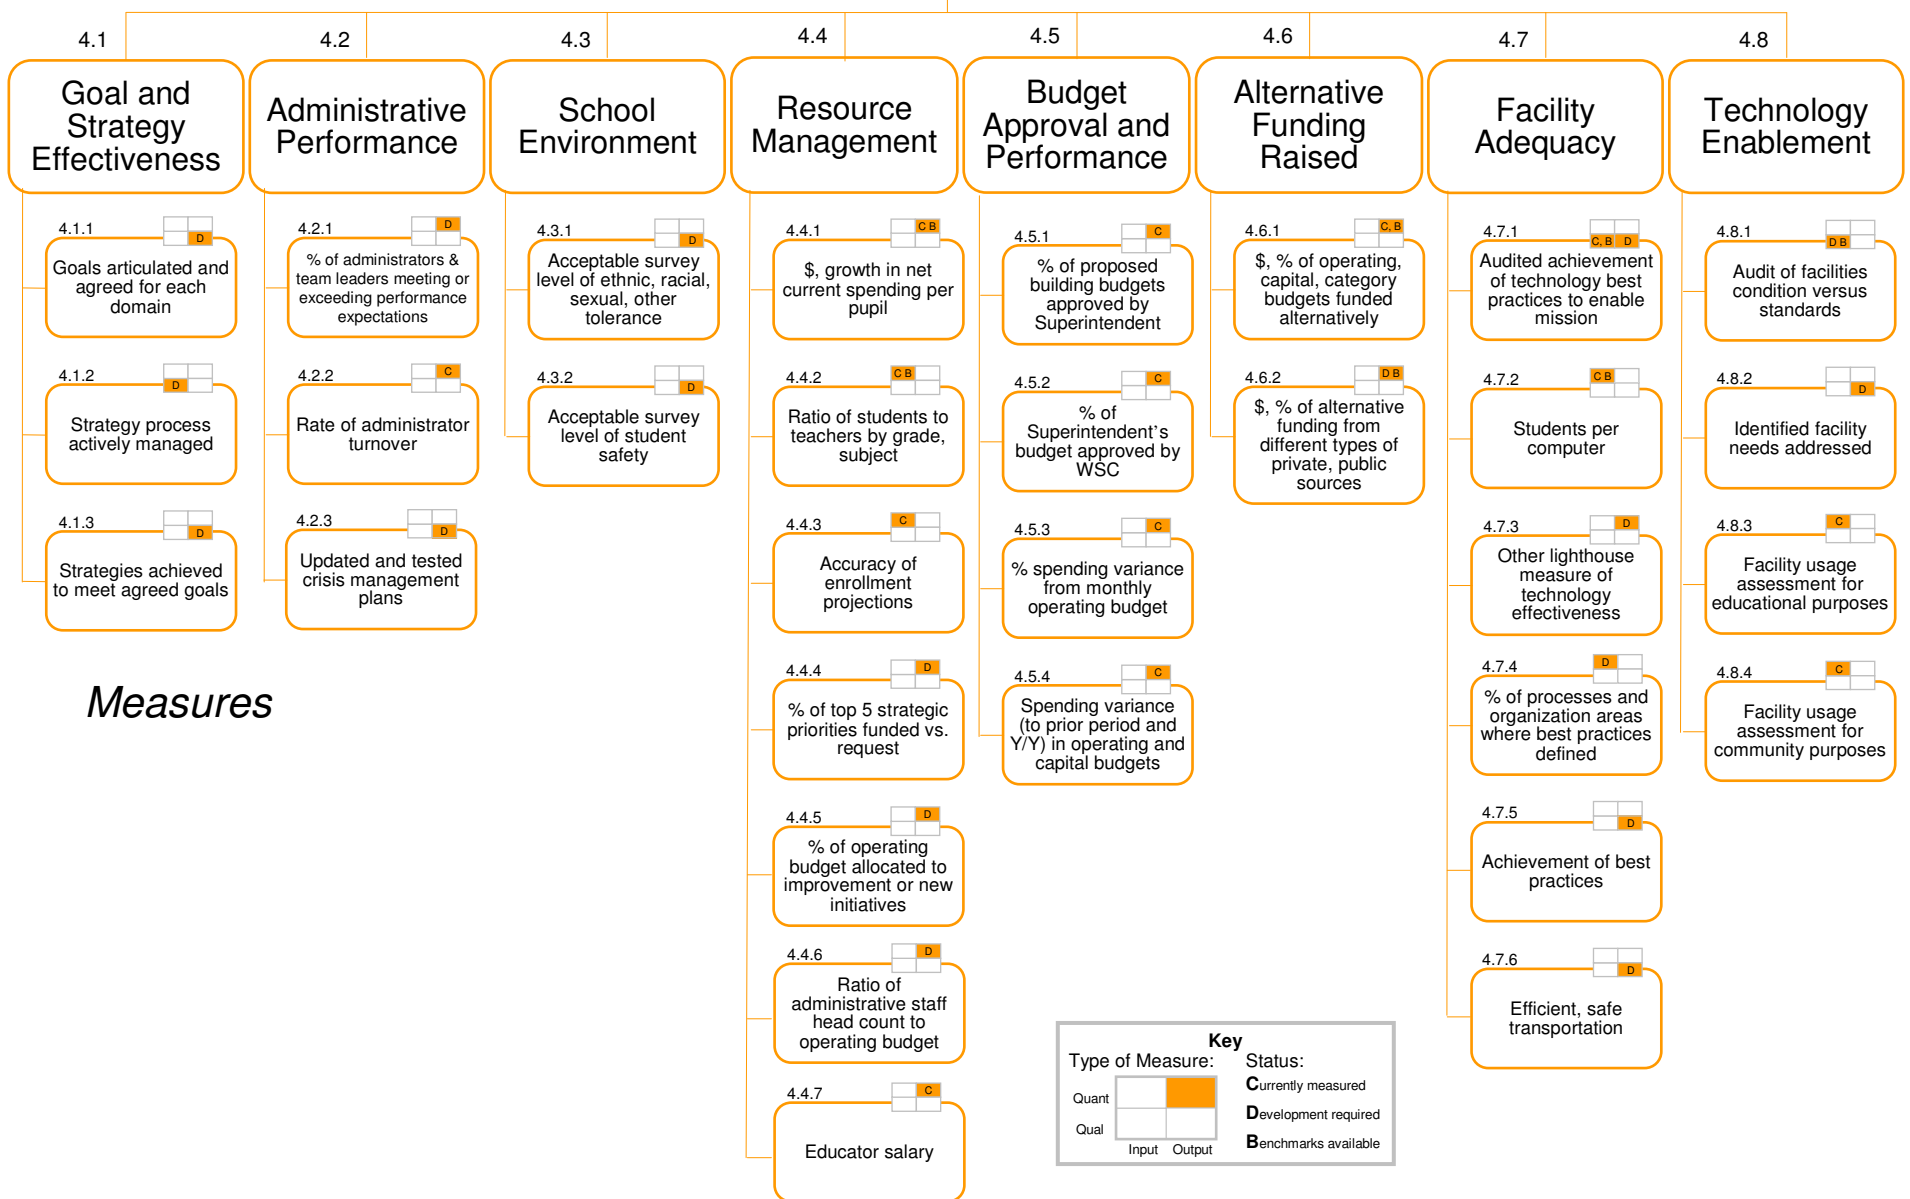 4.1
4.2
4.3
4.4
4.5
4.6
4.7
4.8
Goal and
Strategy
Effectiveness
Administrative
Performance
School
Environment
Resource
Management
Budget
Approval and
Performance
Alternative
Funding
Raised
Facility
Adequacy
Technology
Enablement
4.1.1
D
Goals articulated and
agreed for each
domain
4.1.2
D
Strategy process
actively managed
4.1.3
D
Strategies achieved
to meet agreed goals
4.2.1
D
% of administrators &
team leaders meeting or
exceeding performance
expectations
4.2.2
C
Rate of administrator
turnover
4.2.3
D
Updated and tested
crisis management
plans
4.3.1
D
Acceptable survey
level of ethnic, racial,
sexual, other
tolerance
4.3.2
D
Acceptable survey
level of student
safety
4.4.1
C B
$, growth in net
current spending per
pupil
4.4.2
C B
Ratio of students to
teachers by grade,
subject
4.4.3
C
Accuracy of
enrollment
projections
4.4.4
D
% of top 5 strategic
priorities funded vs.
request
4.4.5
D
% of operating
budget allocated to
improvement or new
initiatives
4.4.6
D
Ratio of
administrative staff
head count to
operating budget
4.4.7
C
Educator salary
4.5.1
C
% of proposed
building budgets
approved by
Superintendent
4.5.2
C
% of
Superintendent’s
budget approved by
WSC
4.5.3
C
% spending variance
from monthly
operating budget
4.5.4
C
Spending variance
(to prior period and
Y/Y) in operating and
capital budgets
4.6.1
C, B
$, % of operating,
capital, category
budgets funded
alternatively
4.6.2
D B
$, % of alternative
funding from
different types of
private, public
sources
4.7.1
C, B D
Audited achievement
of technology best
practices to enable
mission
4.7.2
C B
Students per
computer
4.7.3
D
Other lighthouse
measure of
technology
effectiveness
4.7.4
D
% of processes and
organization areas
where best practices
defined
4.7.5
D
Achievement of best
practices
4.7.6
D
Efficient, safe
transportation
4.8.1
D B
Audit of facilities
condition versus
standards
4.8.2
D
Identified facility
needs addressed
4.8.3
C
Facility usage
assessment for
educational purposes
4.8.4
C
Facility usage
assessment for
community purposes
Measures
Key
Type of Measure:
Quant
Qual
Input Output
Status:
Currently measured
Development required
Benchmarks available